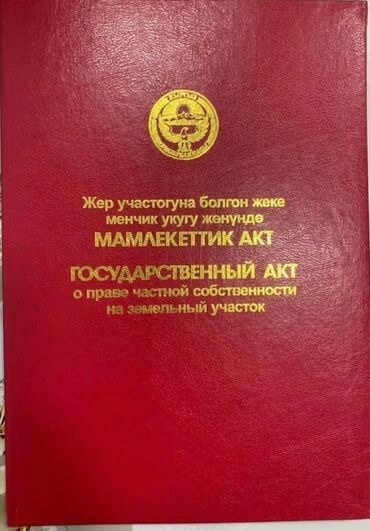 Жер участогуна болгон жеке
менчик укугу жөнүндө
МАМЛЕКЕТТИК АКТ
ГОСУДАРСТВЕННЫЙ АКТ
о праве частной собственности
на земельный участок